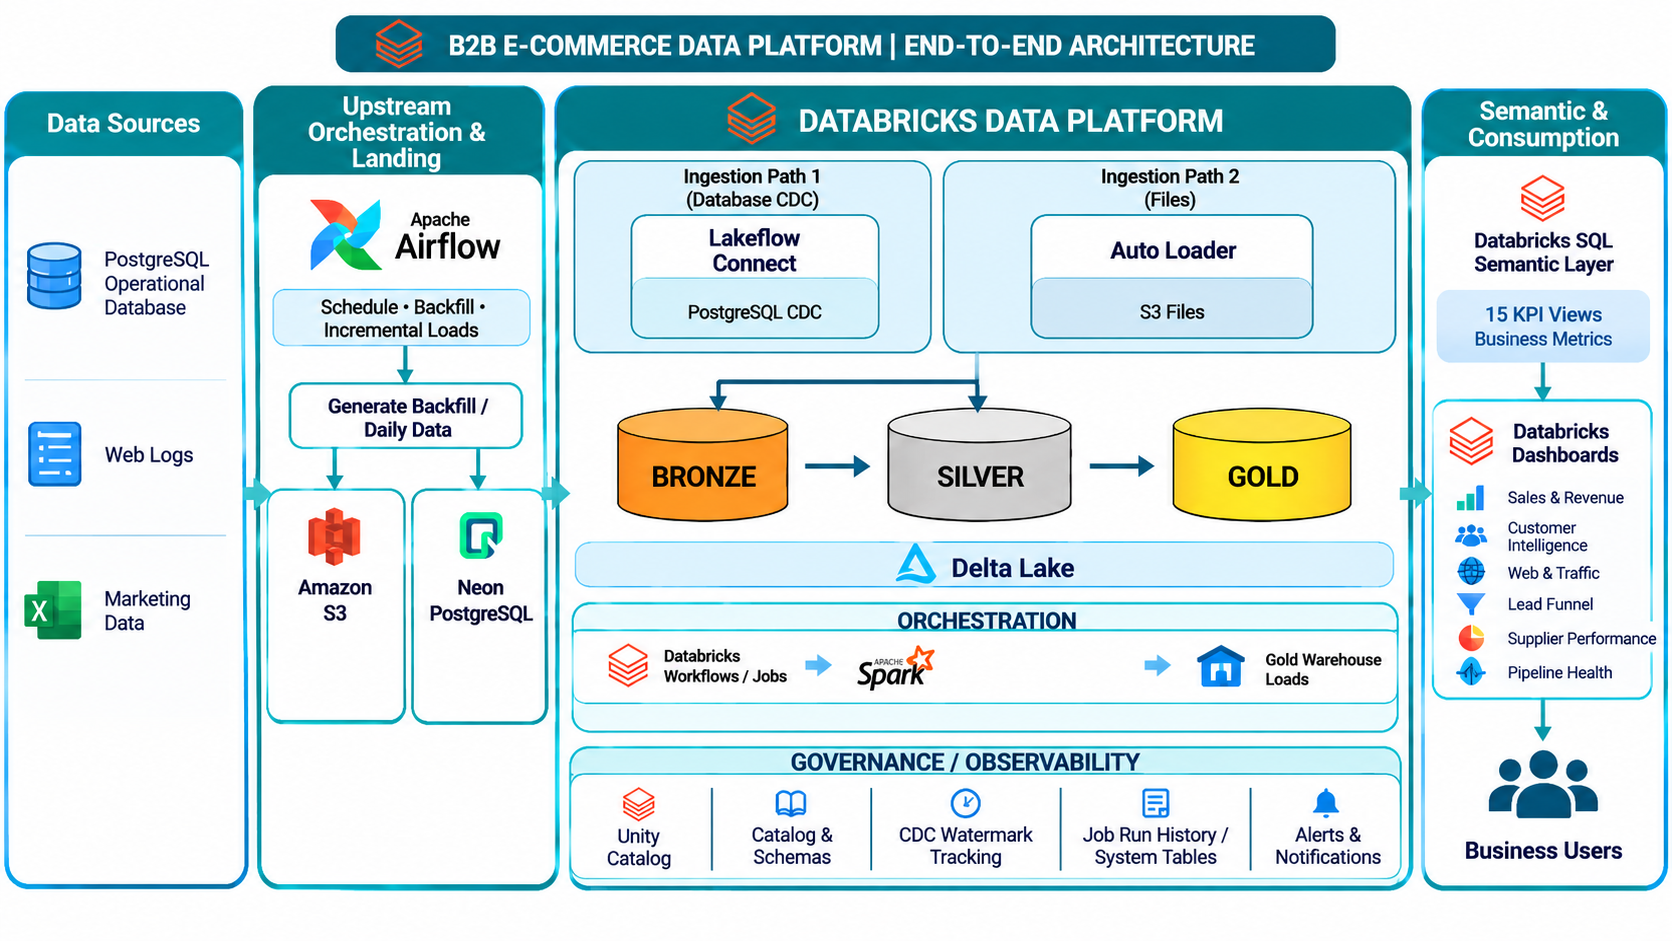 B2B E-COMMERCE DATA PLATFORM | END-TO-END ARCHITECTURE
Data Sources
PostgreSQL
Operational
Database
Web Logs
X
Marketing
Data
Upstream
Orchestration &
Landing
Apache
Airflow
Schedule • Backfill •
Incremental Loads
Generate Backfill /
Daily Data
Amazon
S3
Neon
PostgreSQL
DATABRICKS DATA PLATFORM
Ingestion Path 1
(Database CDC)
Lakeflow
Connect
PostgreSQL CDC
Ingestion Path 2
(Files)
Auto Loader
S3 Files
BRONZE
SILVER
GOLD
Delta Lake
ORCHESTRATION
Databricks
Workflows / Jobs
APACHE
Spark
Gold Warehouse
Loads
GOVERNANCE / OBSERVABILITY
Unity
Catalog
Catalog &
Schemas
CDC Watermark
Tracking
Job Run History /
System Tables
Alerts &
Notifications
Semantic &
Consumption
Databricks SQL
Semantic Layer
15 KPI Views
Business Metrics
Databricks
Dashboards
Sales & Revenue
Customer
Intelligence
Web & Traffic
Lead Funnel
Supplier Performance
Pipeline Health
Business Users